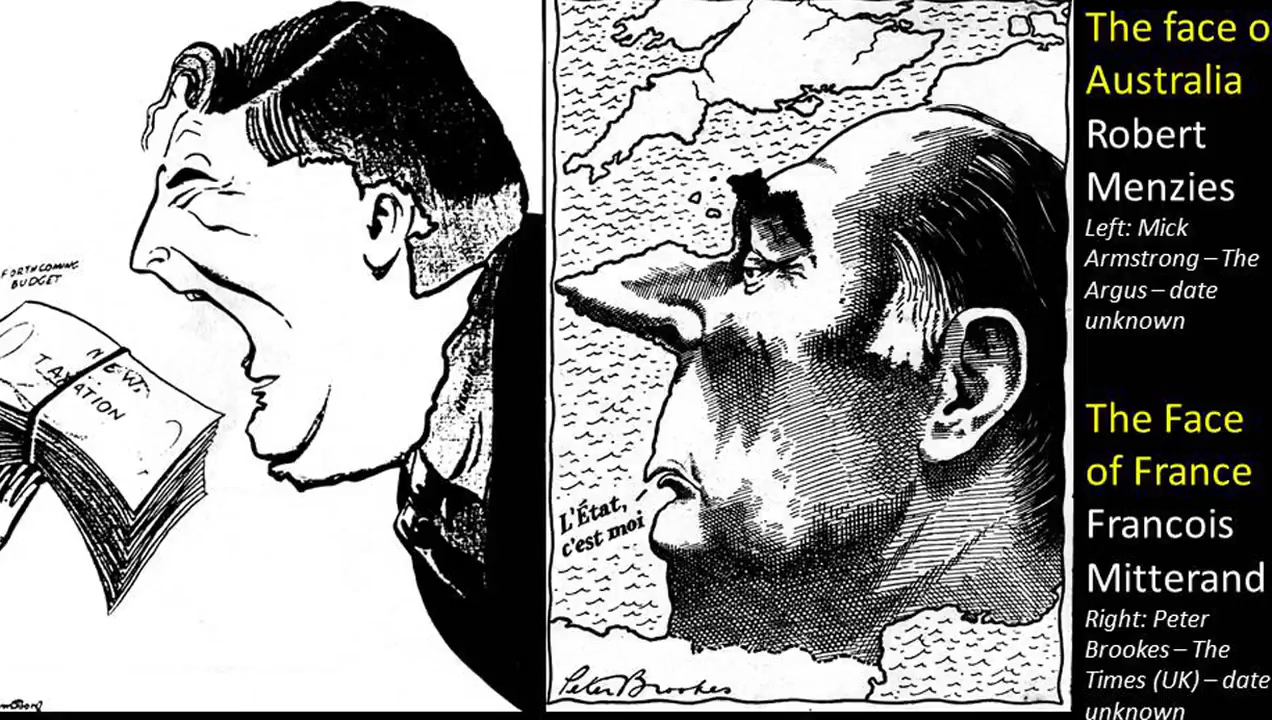 FORTHCOMING
BUDGET
NEW
TAXATION
L'État,
c'est moi
Peter Brookes
The face o
Australia
Robert
Menzies
Left: Mick
Armstrong – The
Argus – date
unknown
The Face
of France
Francois
Mitterand
Right: Peter
Brookes – The
Times (UK) – date
unknown